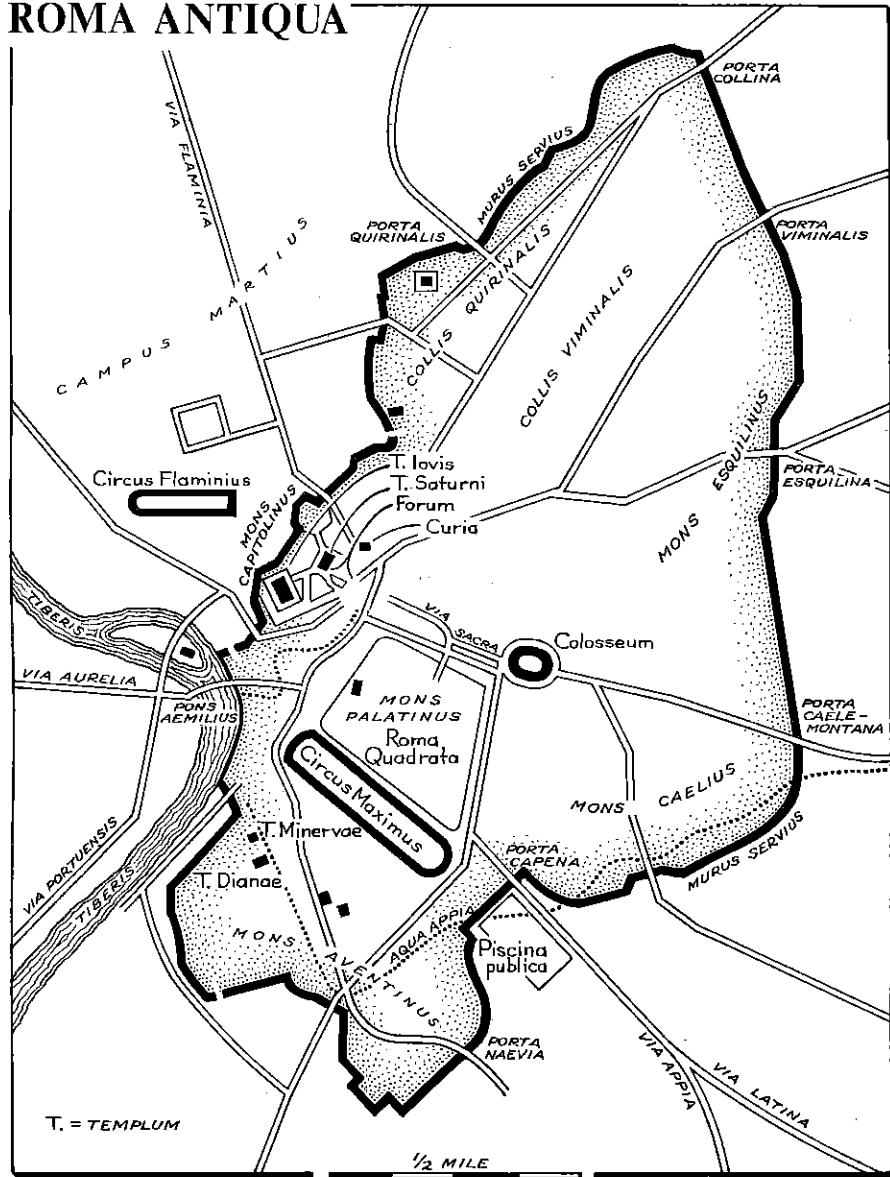 ROMA ANTIQUA
PORTA
COLLINA
VIA FLAMINIA
MURUS SERVIUS
PORTA
QUIRINALIS
PORTA
VIMINALIS
CAMPUS MARTIUS
COLLIS QUIRINALIS
COLLIS VIMINALIS
MONS ESQUILINUS
PORTA
ESQUILINA
Circus Flaminius
T. Iovis
T. Saturni
Forum
Curia
MONS
CAPITOLINUS
TIBERIS
VIA SACRA
Colosseum
VIA AURELIA
PONS
AEMILIUS
MONS
PALATINUS
Roma
Quadrata
PORTA
CAELE-
MONTANA
Circus Maximus
MONS CAELIUS
T. Minervae
PORTA
CAPENA
MURUS SERVIUS
VIA PORTUENSIS
TIBERIS
T. Dianae
MONS AVENTINUS
AQUA APPIA
Piscina
publica
PORTA
NAEVIA
VIA APPIA
VIA LATINA
T. = TEMPLUM
1/2 MILE